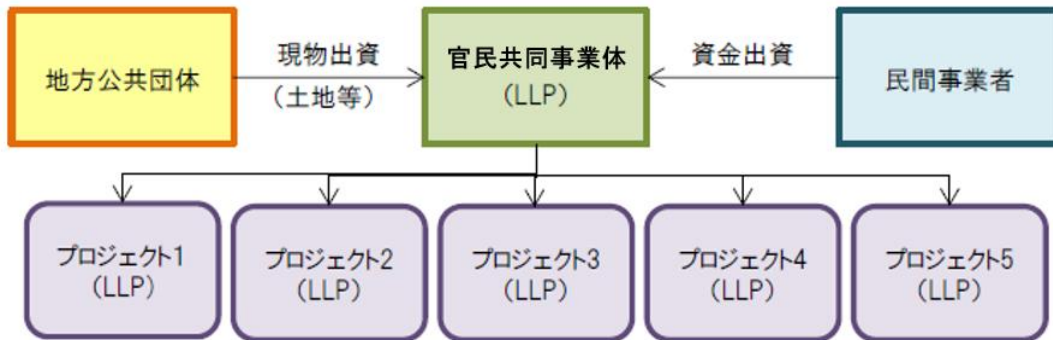 地方公共団体
現物出資
（土地等）
官民共同事業体
(LLP)
資金出資
民間事業者
プロジェクト1
(LLP)
プロジェクト2
(LLP)
プロジェクト3
(LLP)
プロジェクト4
(LLP)
プロジェクト5
(LLP)